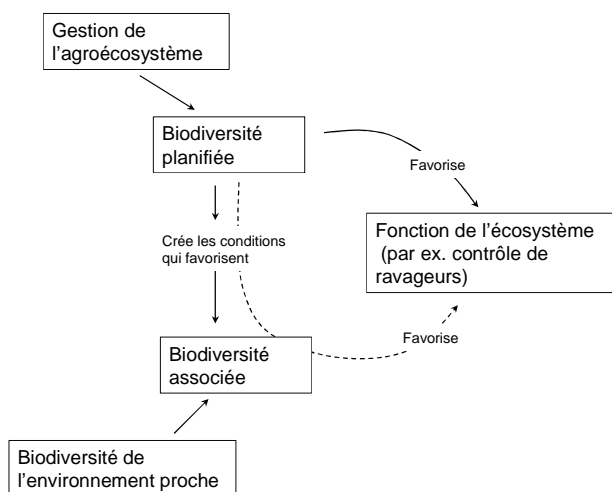 Gestion de
l'agroécosystème
Biodiversité
planifiée
Favorise
Crée les conditions
qui favorisent
Fonction de l'écosystème
(par ex. contrôle de
ravageurs)
Favorise
Biodiversité
associée
Biodiversité de
l'environnement proche